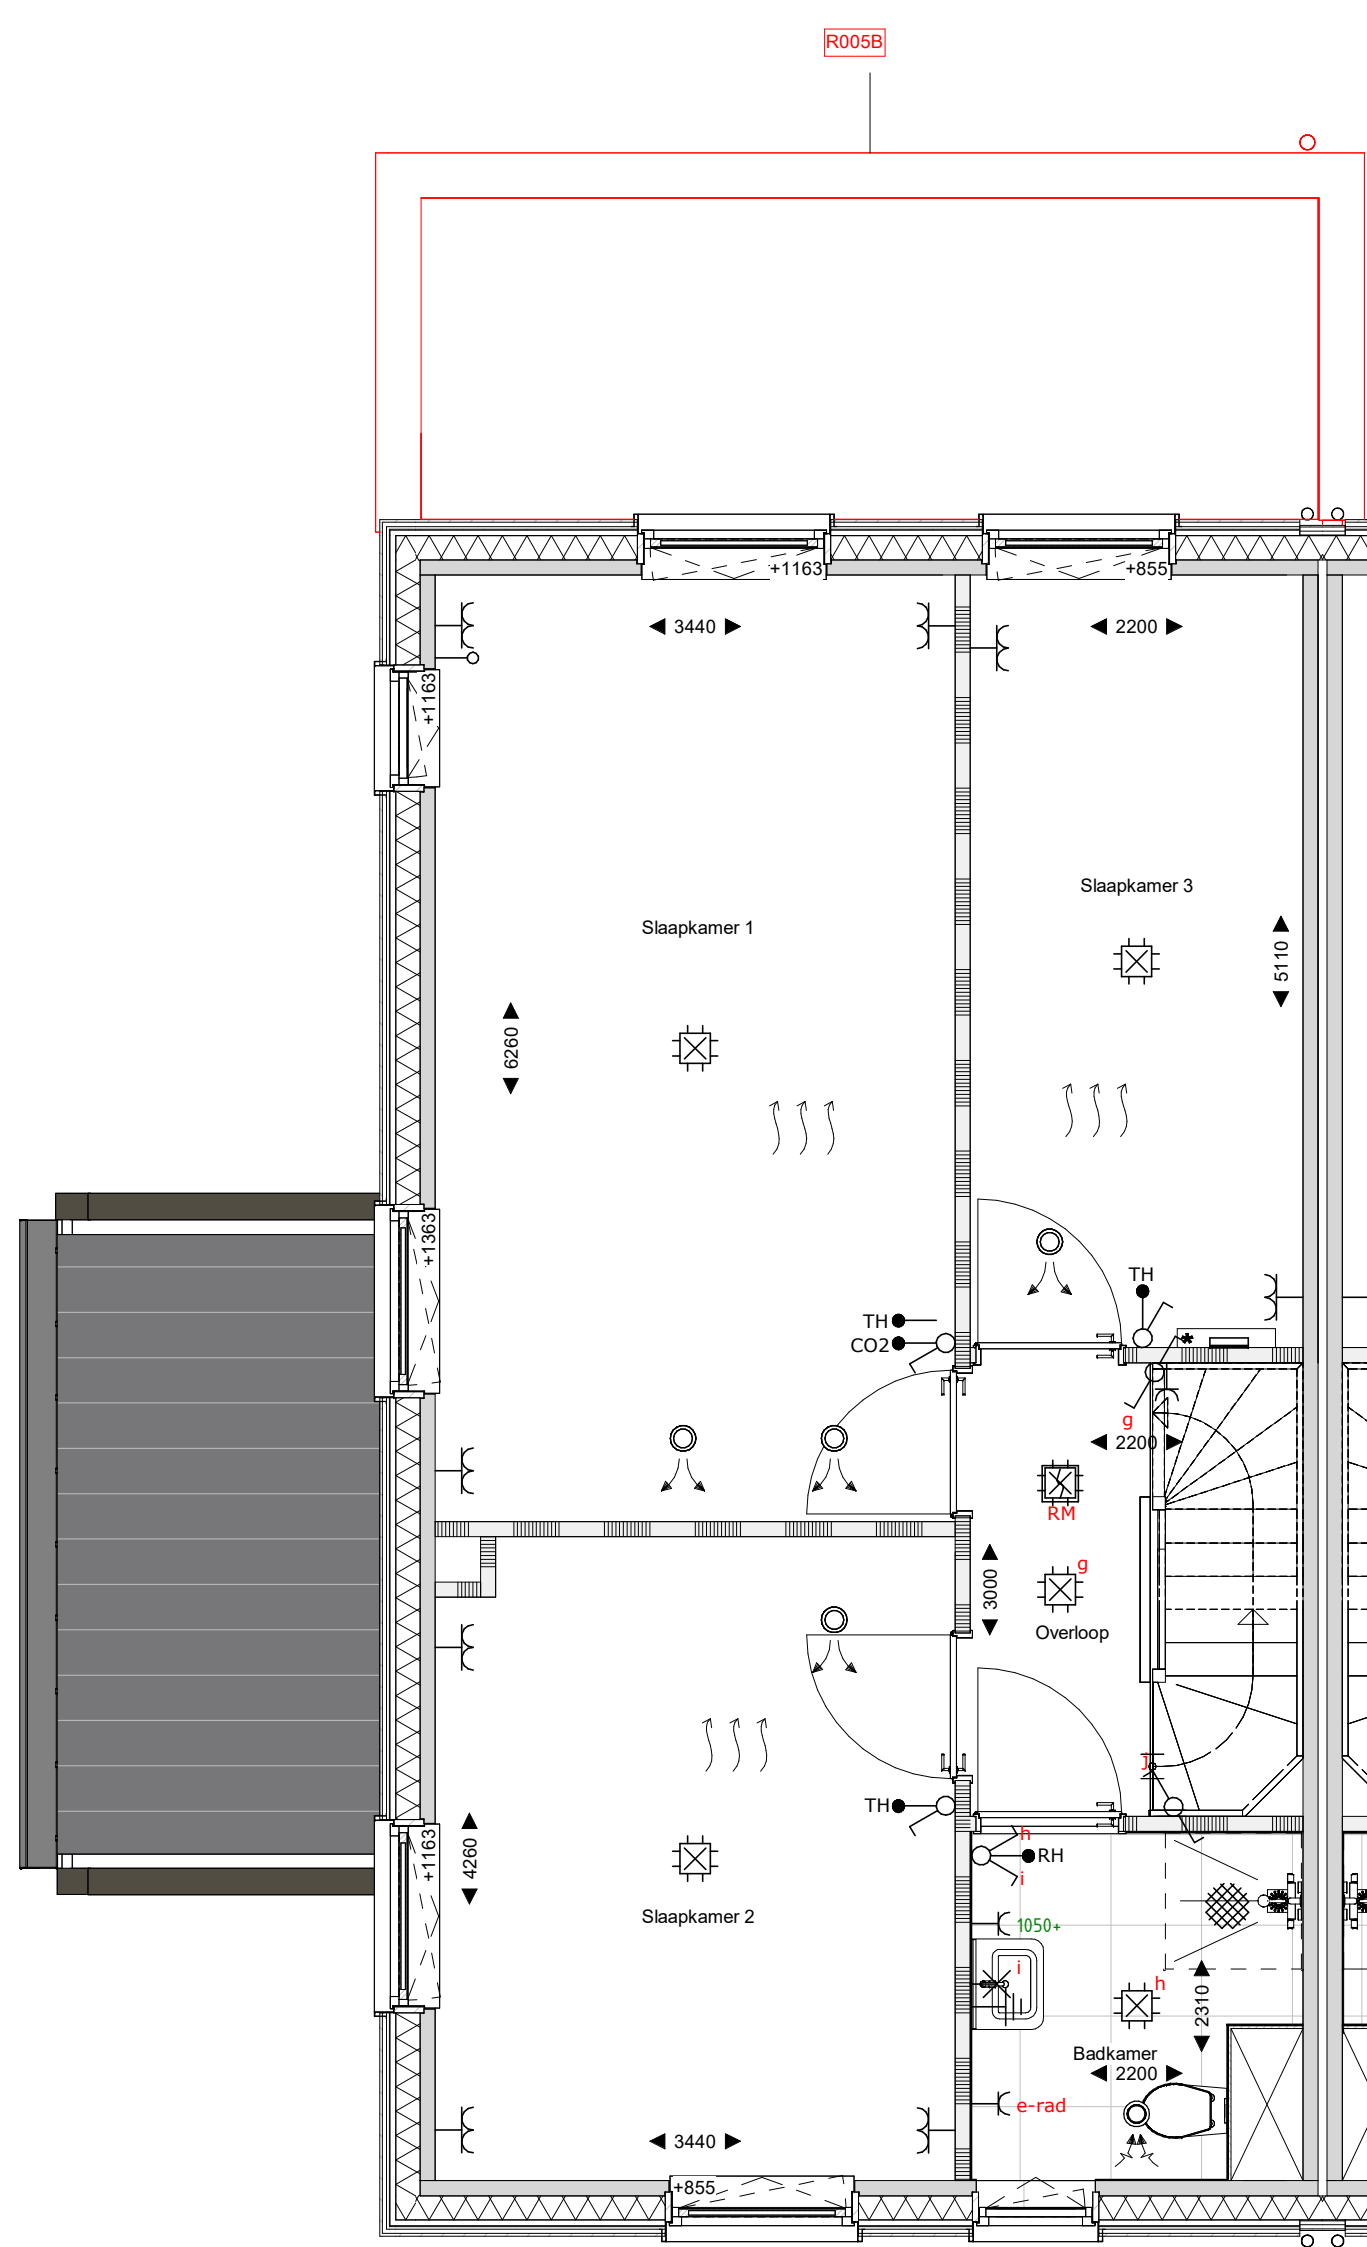 R005B
+1163
+855
3440
2200
+1163
Slaapkamer 3
Slaapkamer 1
5110
6260
+1363
TH
TH
CO2
*
g
2200
RM
g
3000
Overloop
J
TH
h
RH
i
+1163
4260
Slaapkamer 2
1050+
i
h
2310
Badkamer
2200
e-rad
3440
+855